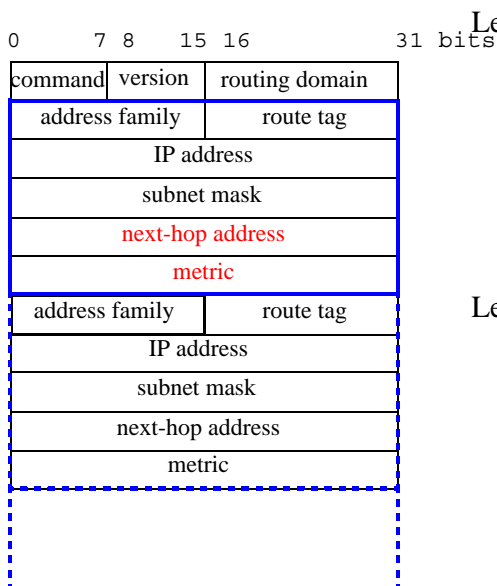 0 7 8 15 16 31 bits
command version routing domain
address family route tag
IP address
subnet mask
next-hop address
metric
address family route tag
IP address
subnet mask
next-hop address
metric